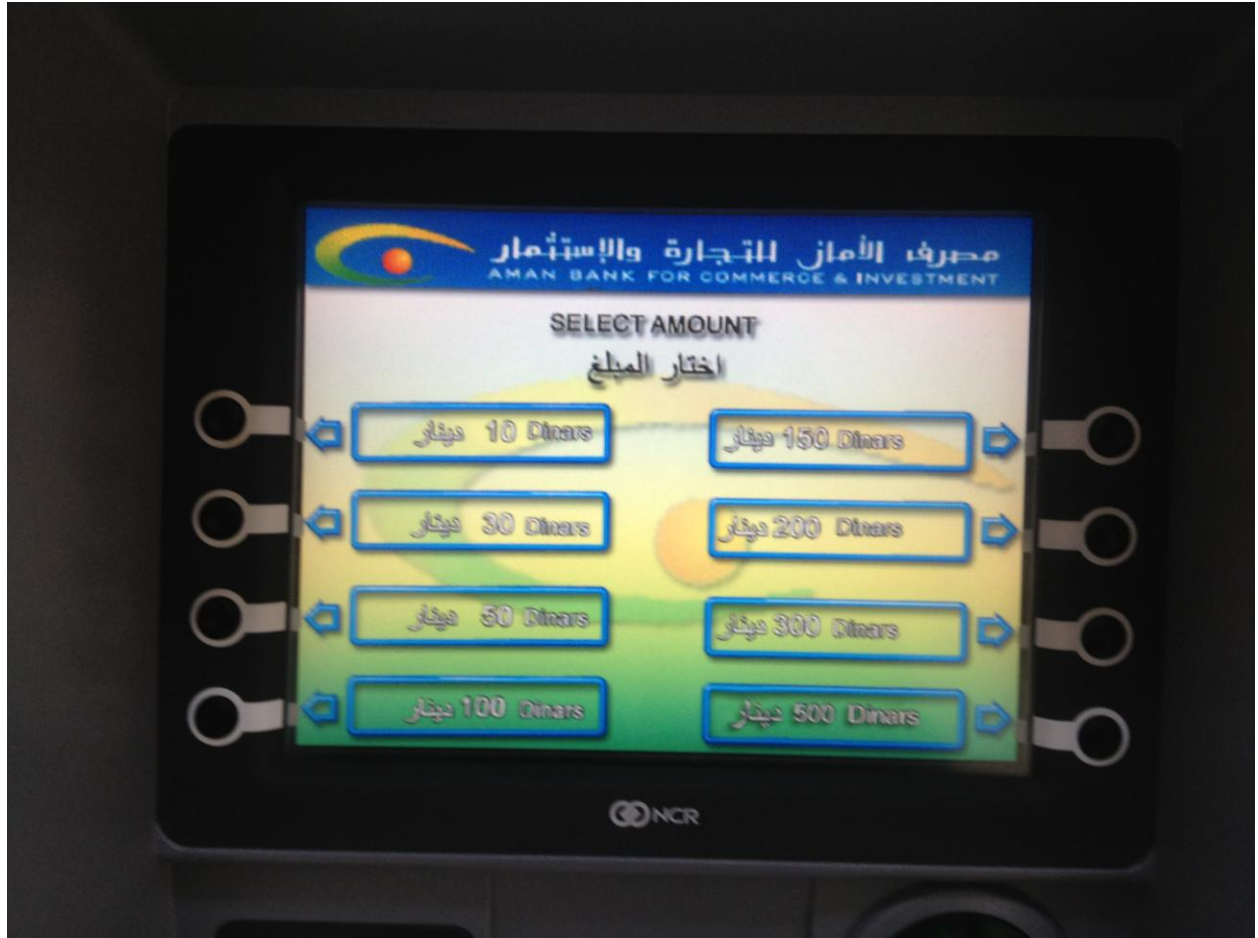 مصرف الأمان للتجارة والإستثمار
AMAN BANK FOR COMMERCE & INVESTMENT
SELECT AMOUNT
اختار المبلغ
دينار 10 Dinars
دينار 150 Dinars
دينار 30 Dinars
دينار 200 Dinars
دينار 50 Dinars
دينار 300 Dinars
دينار 100 Dinars
دينار 500 Dinars
NCR